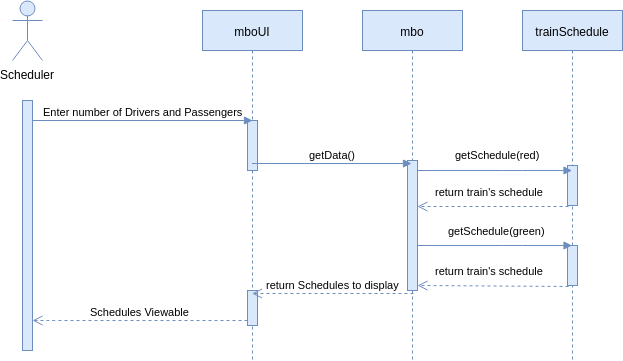 mboUI
mbo
trainSchedule
Scheduler
Enter number of Drivers and Passengers
getData()
getSchedule(red)
return train's schedule
getSchedule(green)
return train's schedule
return Schedules to display
Schedules Viewable